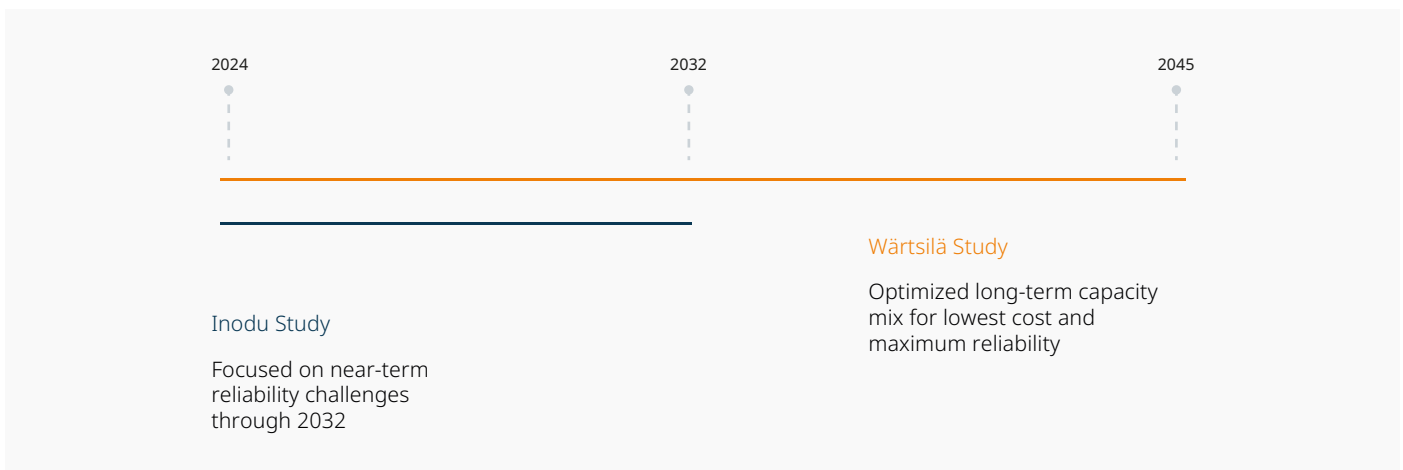 2024
2032
2045
Wärtsilä Study
Optimized long-term capacity
mix for lowest cost and
maximum reliability
Inodu Study
Focused on near-term
reliability challenges
through 2032